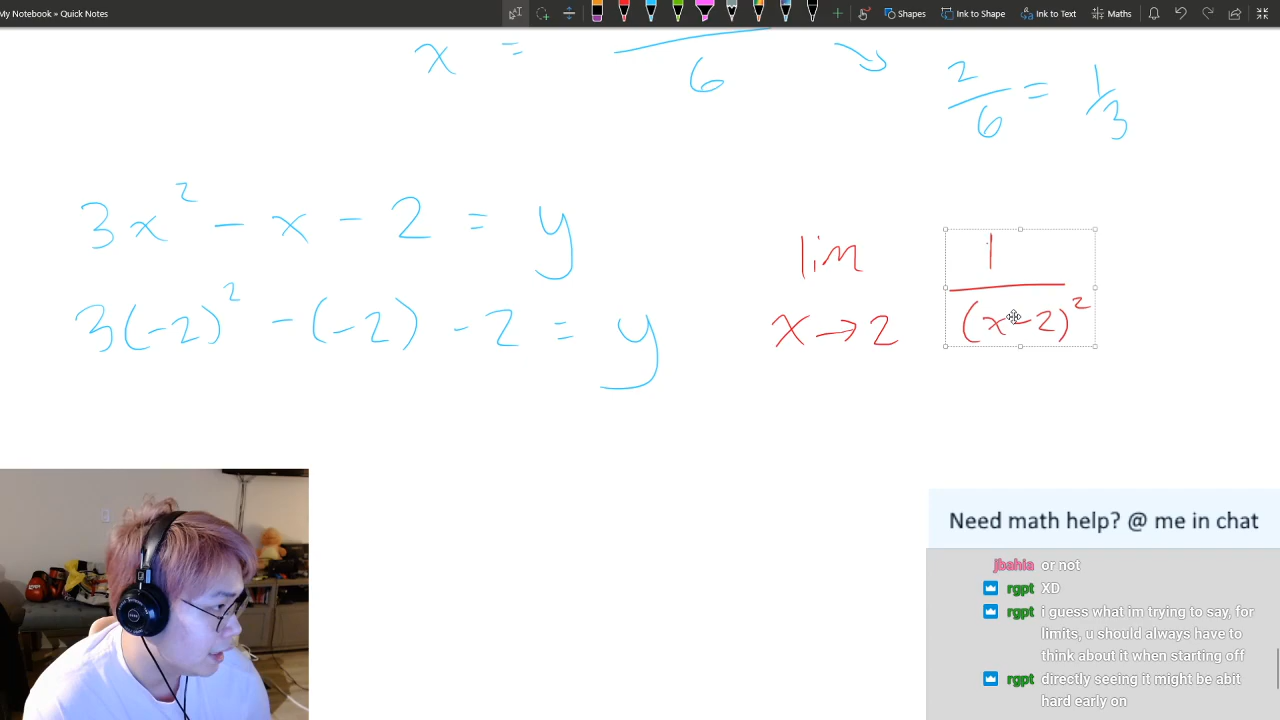 My Notebook » Quick Notes
Shapes
Ink to Shape
Ink to Text
Maths
x = 
6
2/6 = 1/3
3x² - x - 2 = y
3(-2)² - (-2) - 2 = y
lim
x→2
1
(x-2)²
Need math help? @ me in chat
jbahia or not
rgpt XD
rgpt i guess what im trying to say, for
limits, u should always have to
think about it when starting off
rgpt directly seeing it might be abit
hard early on